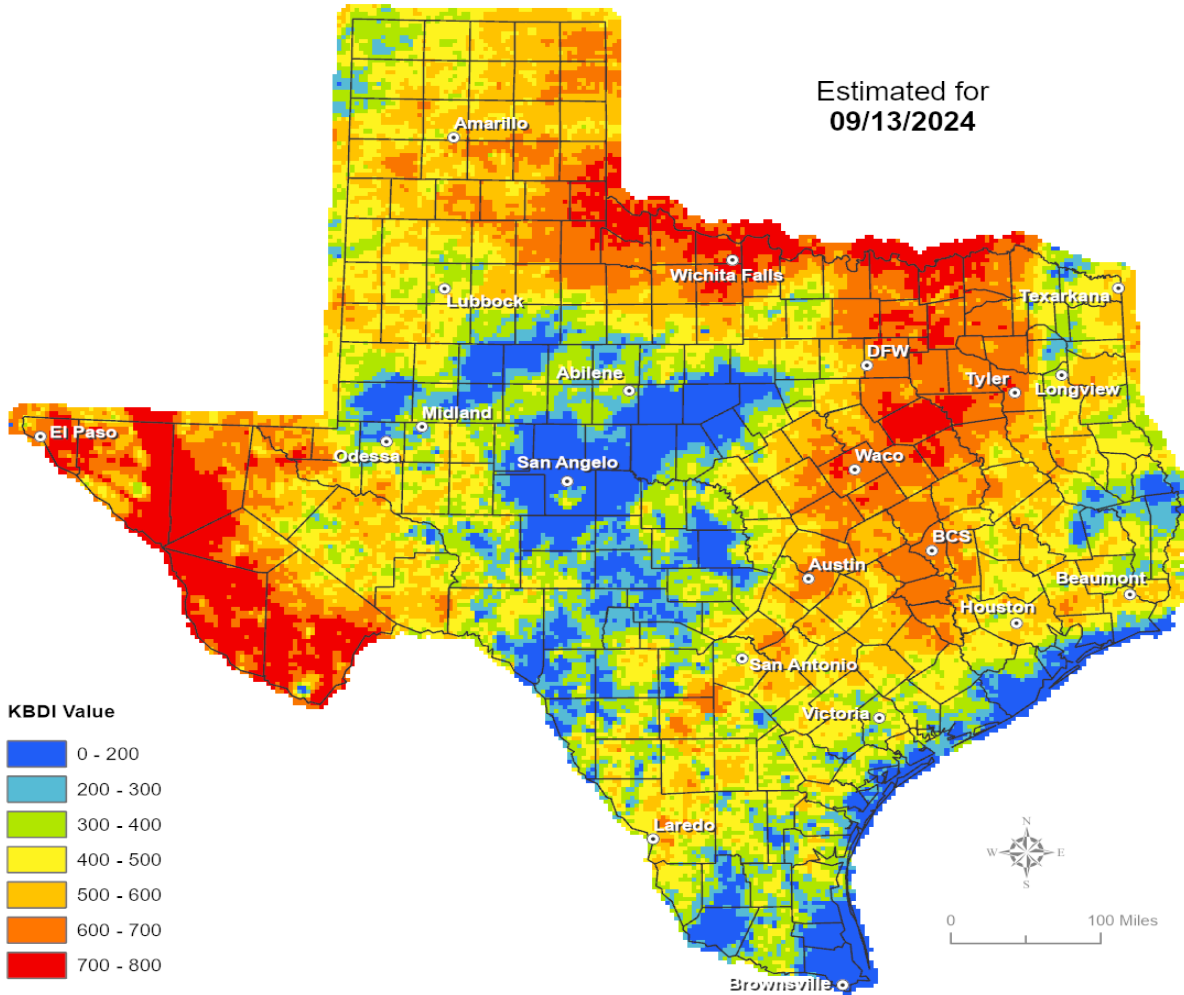 Estimated for
09/13/2024
Amarillo
Wichita Falls
Lubbock
Texarkana
DFW
Abilene
Tyler
Longview
Midland
El Paso
Odessa
San Angelo
Waco
BCS
Austin
Beaumont
Houston
San Antonio
Victoria
Laredo
Brownsville
KBDI Value
0 - 200
200 - 300
300 - 400
400 - 500
500 - 600
600 - 700
700 - 800
N
W E
S
0 100 Miles